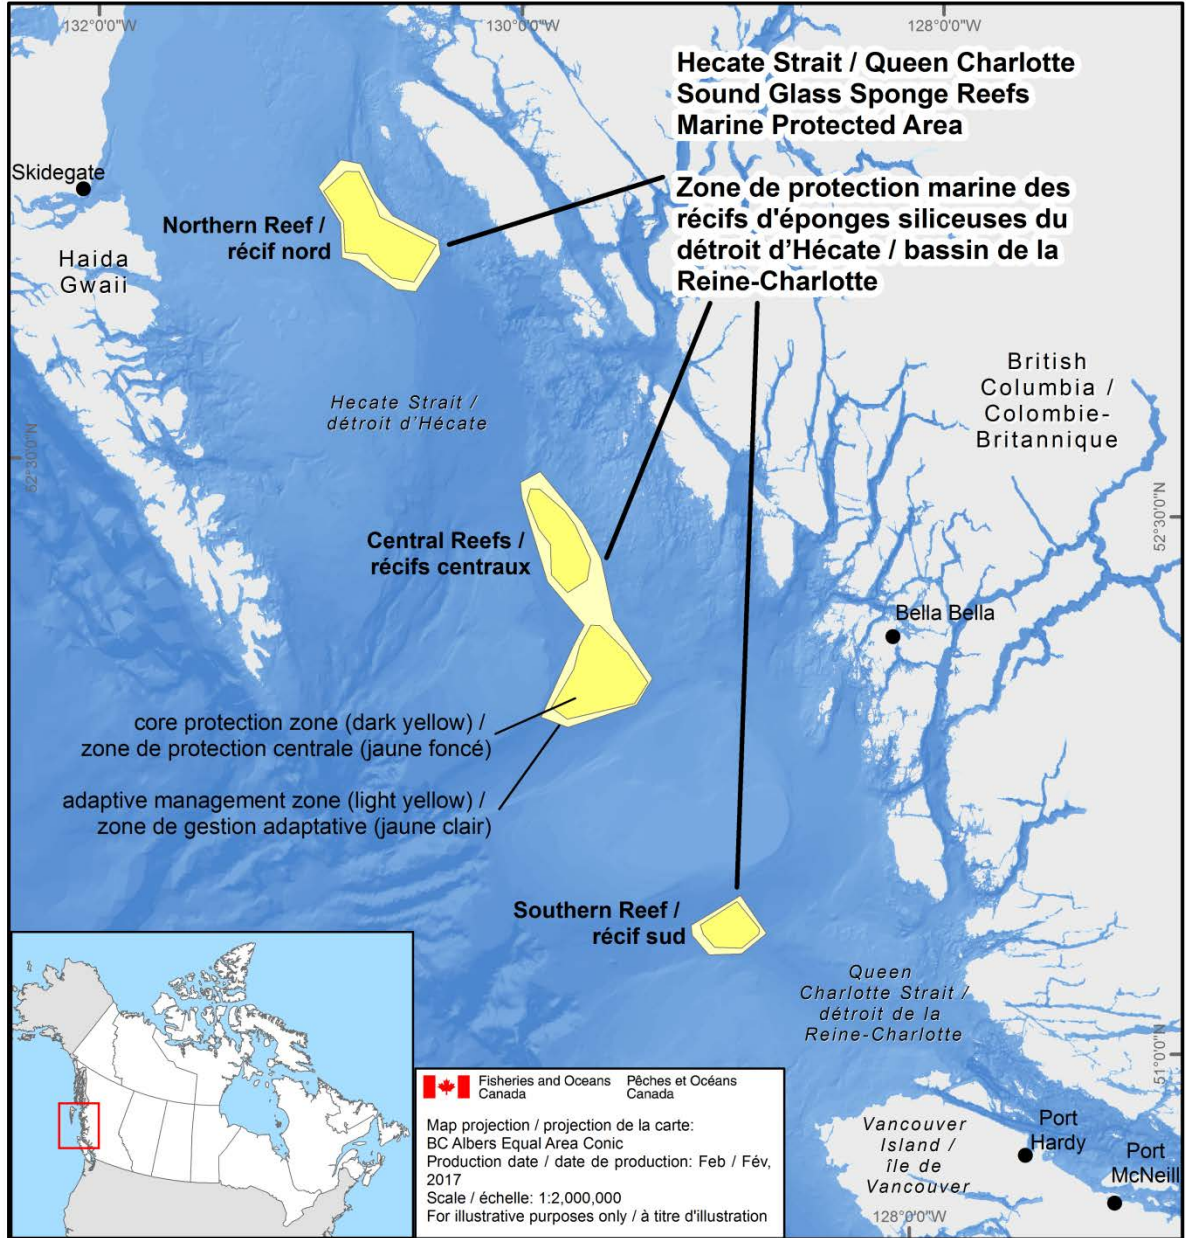 132°0'0"W
130°0'0"W
128°0'0"W
Hecate Strait / Queen Charlotte
Sound Glass Sponge Reefs
Marine Protected Area
Zone de protection marine des
récifs d'éponges siliceuses du
détroit d'Hécate / bassin de la
Reine-Charlotte
Skidegate
Northern Reef /
récif nord
Haida
Gwaii
British
Columbia /
Colombie-
Britannique
Hecate Strait /
détroit d'Hécate
52°30'0"N
52°30'0"N
Central Reefs /
récifs centraux
Bella Bella
core protection zone (dark yellow) /
zone de protection centrale (jaune foncé)
adaptive management zone (light yellow) /
zone de gestion adaptative (jaune clair)
Southern Reef /
récif sud
Queen
Charlotte Strait /
détroit de la
Reine-Charlotte
51°0'0"N
Vancouver
Island /
île de
Vancouver
Port
Hardy
Port
McNeill
128°0'0"W
Fisheries and Oceans
Canada
Pêches et Océans
Canada
Map projection / projection de la carte:
BC Albers Equal Area Conic
Production date / date de production: Feb / Fév,
2017
Scale / échelle: 1:2,000,000
For illustrative purposes only / à titre d'illustration